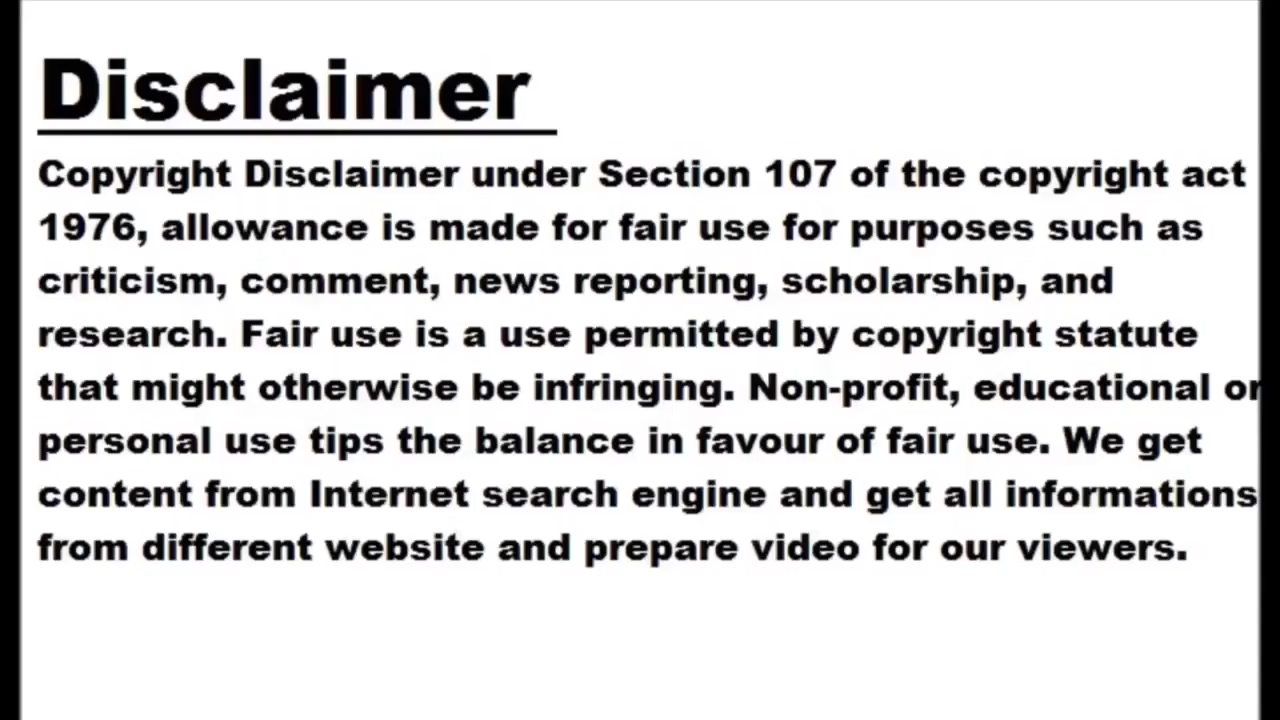 Disclaimer
Copyright Disclaimer under Section 107 of the copyright act
1976, allowance is made for fair use for purposes such as
criticism, comment, news reporting, scholarship, and
research. Fair use is a use permitted by copyright statute
that might otherwise be infringing. Non-profit, educational or
personal use tips the balance in favour of fair use. We get
content from Internet search engine and get all informations
from different website and prepare video for our viewers.